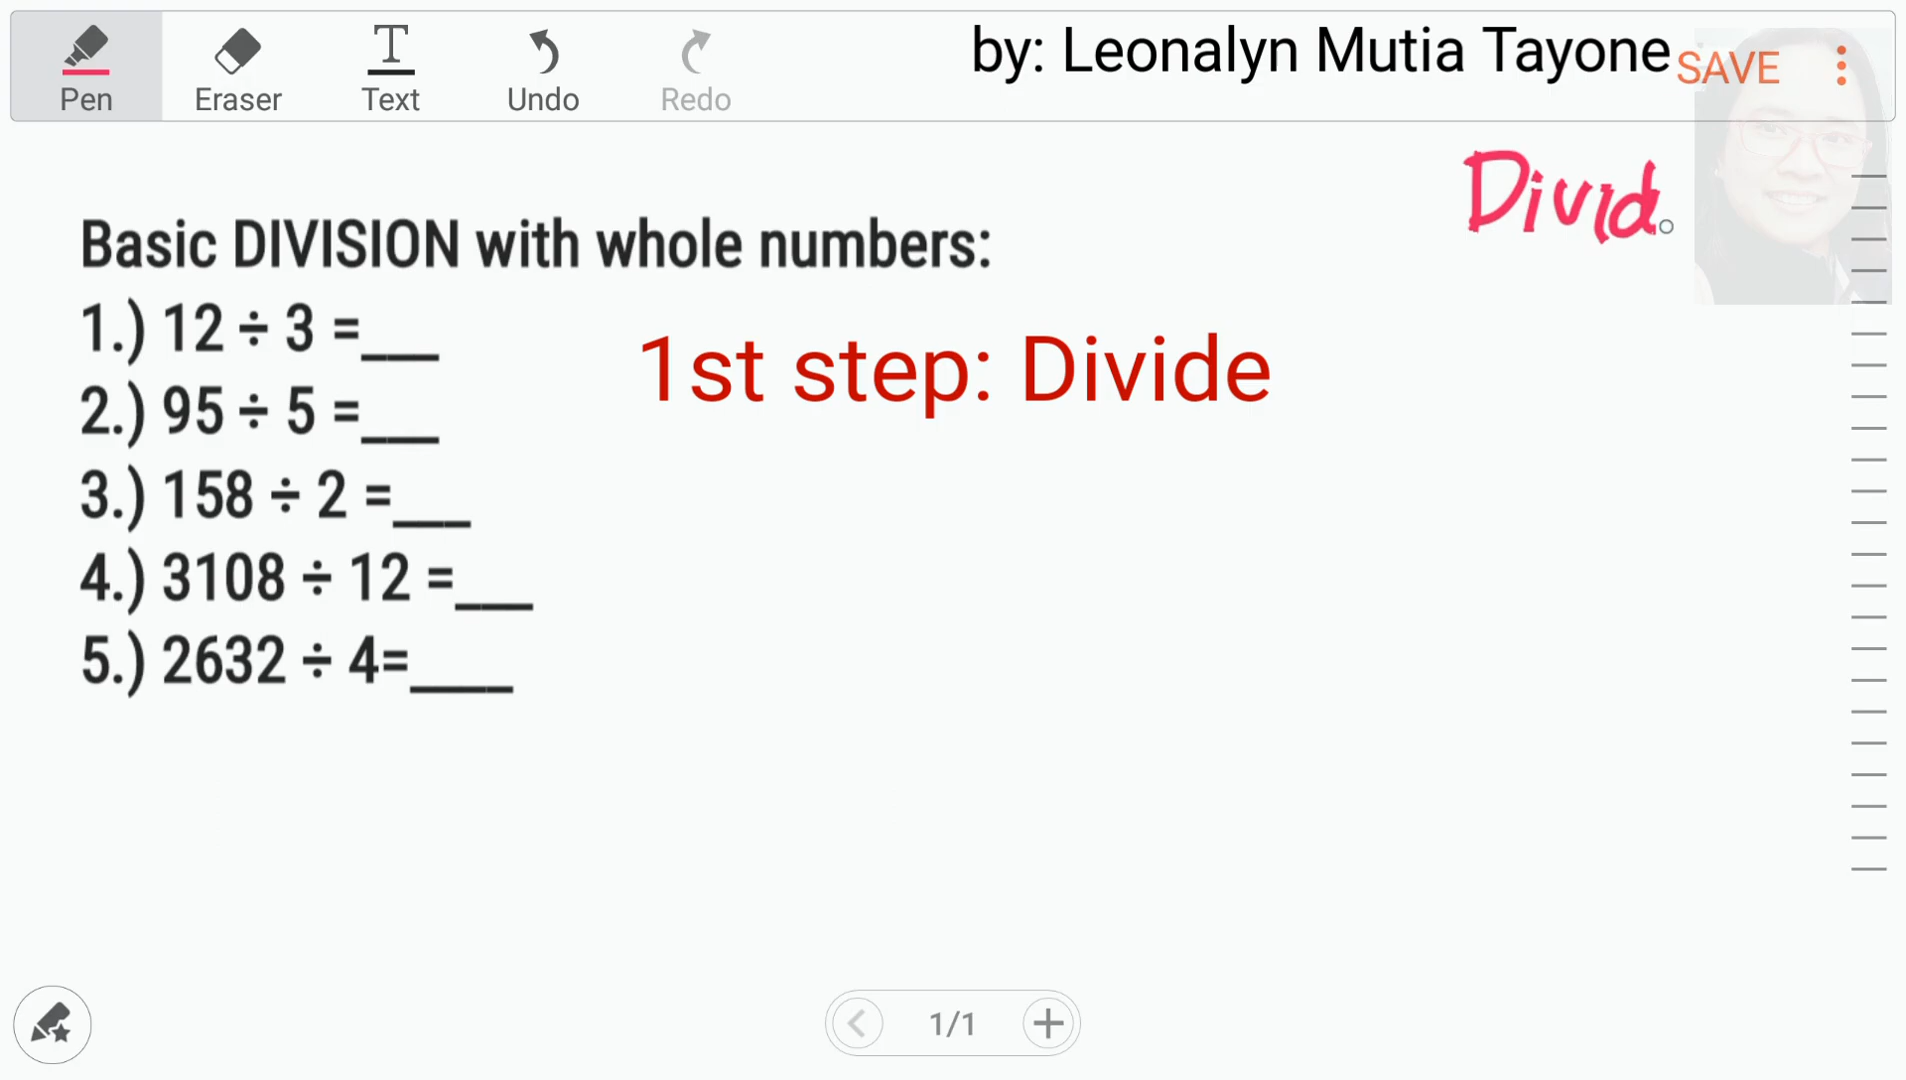 Pen
Eraser
Text
Undo
Redo
by: Leonalyn Mutia Tayone
SAVE
Divid
Basic DIVISION with whole numbers:
1.) 12 ÷ 3 =___
2.) 95 ÷ 5 =___
3.) 158 ÷ 2 =___
4.) 3108 ÷ 12 =___
5.) 2632 ÷ 4=____
1st step: Divide
1/1